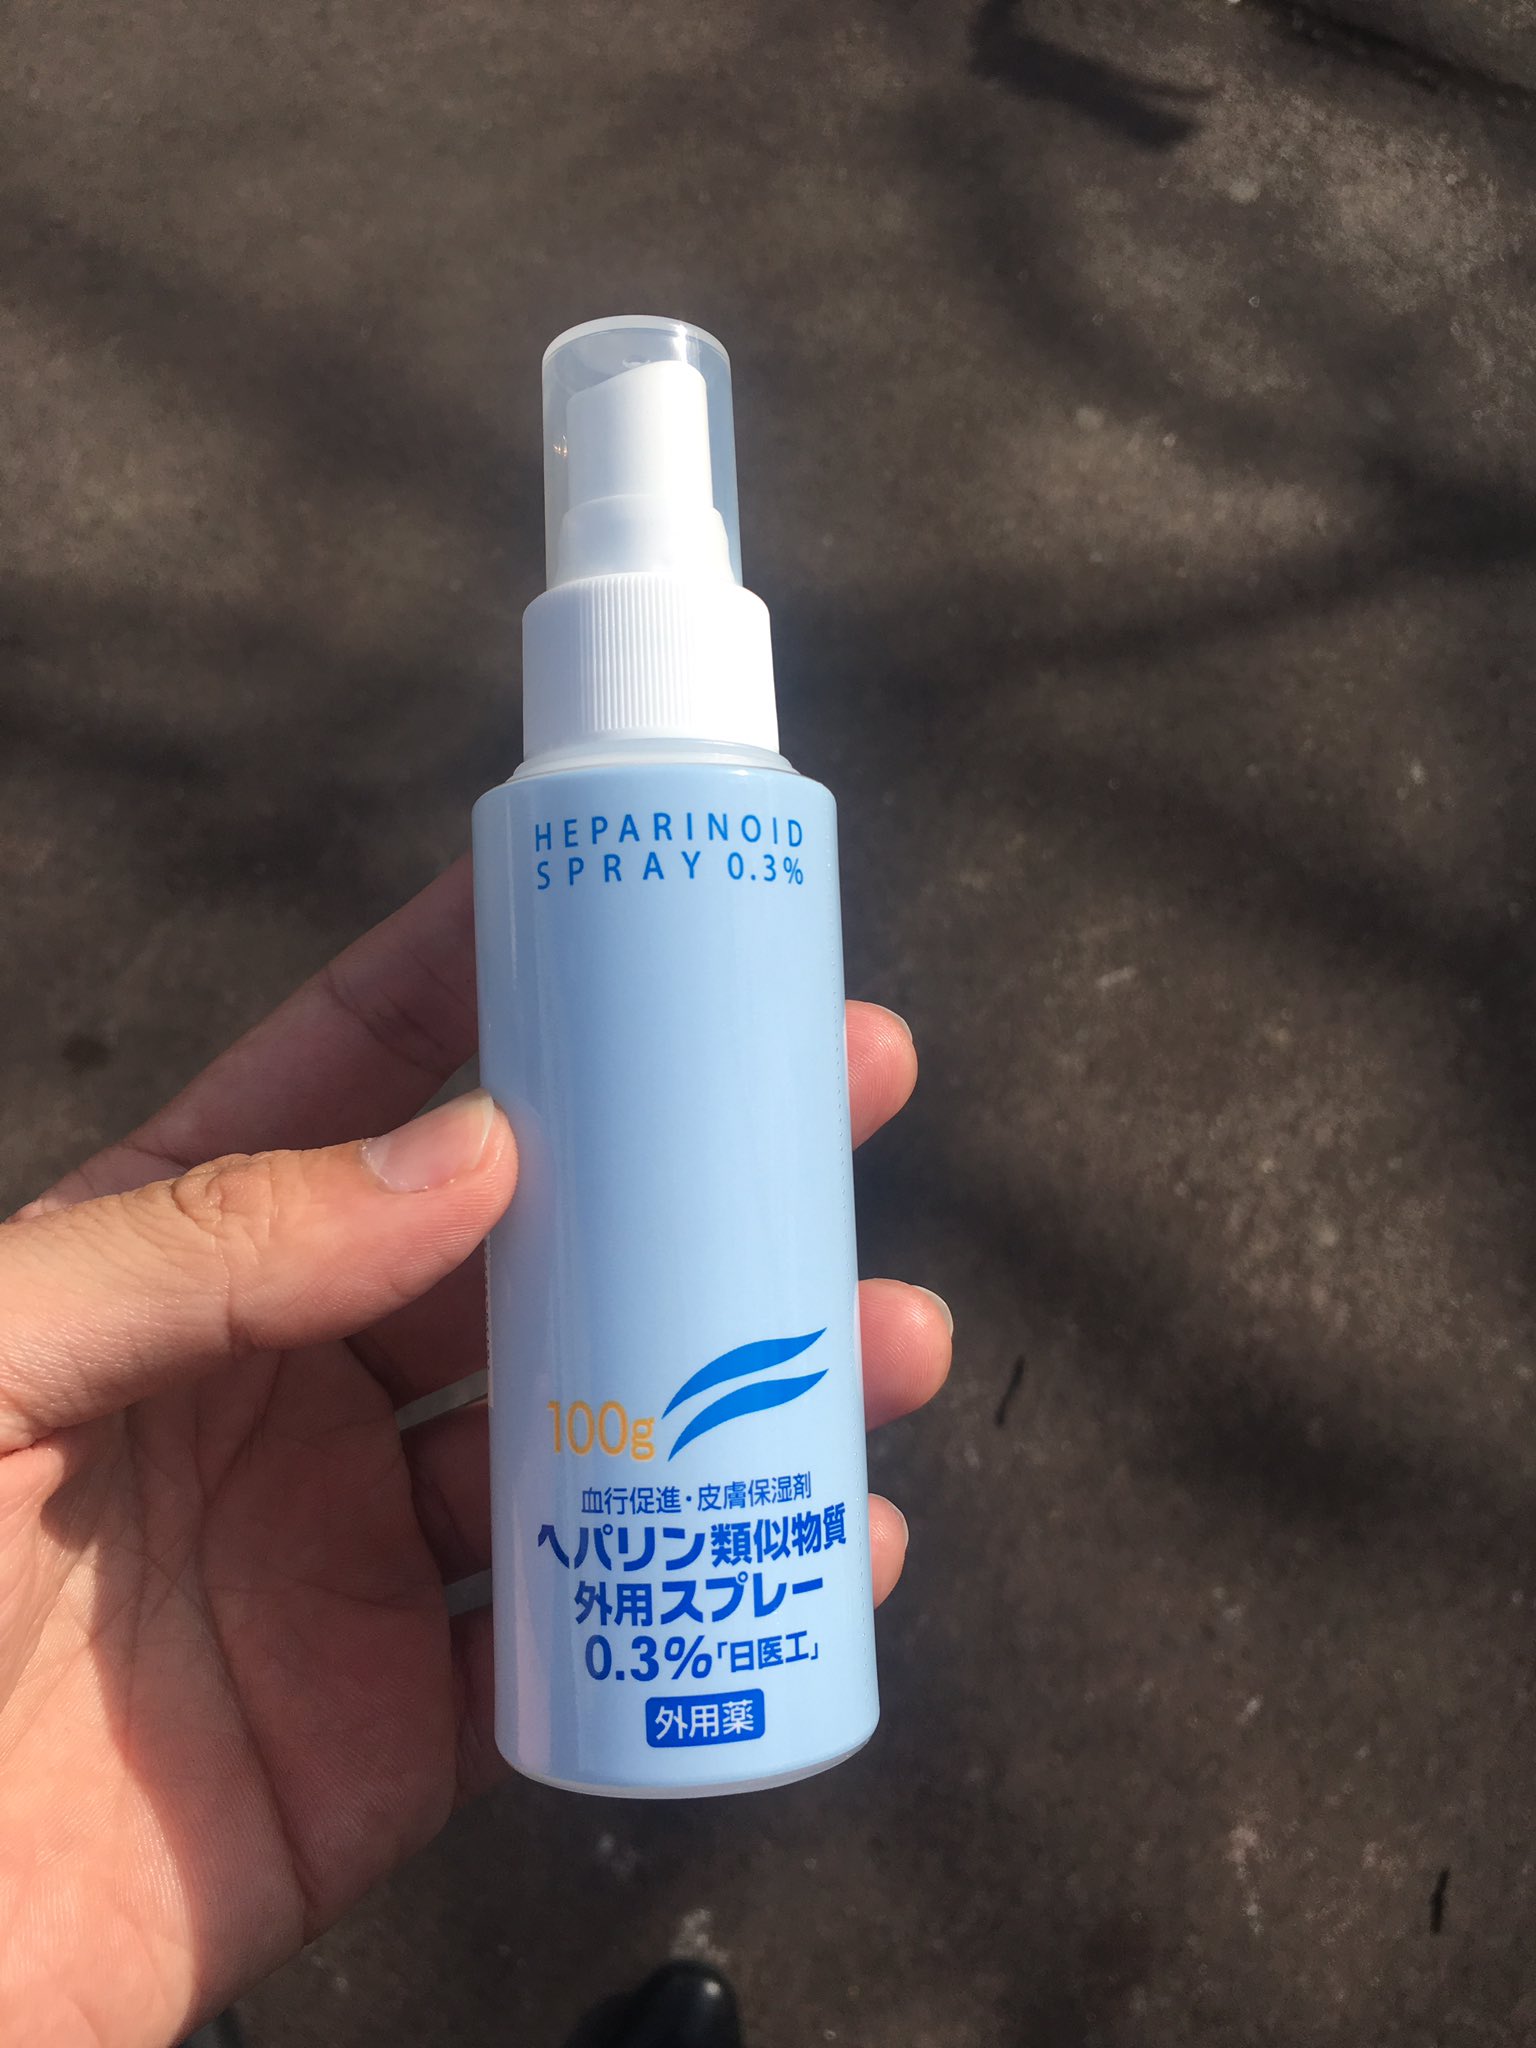 HEPARINOID
SPRAY 0.3%
100g
血行促進・皮膚保湿剤
ヘパリン類似物質
外用スプレー
0.3%「日医工」
外用薬